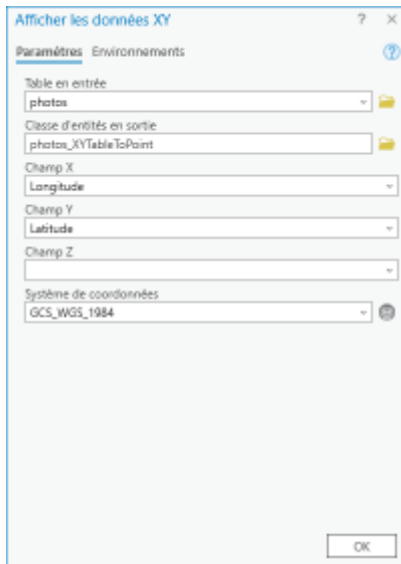 Afficher les données XY ? ×
Paramètres Environnements ?
Table en entrée
photos
Classe d'entités en sortie
photos_XYTableToPoint
Champ X
Longitude
Champ Y
Latitude
Champ Z
Système de coordonnées
GCS_WGS_1984
OK